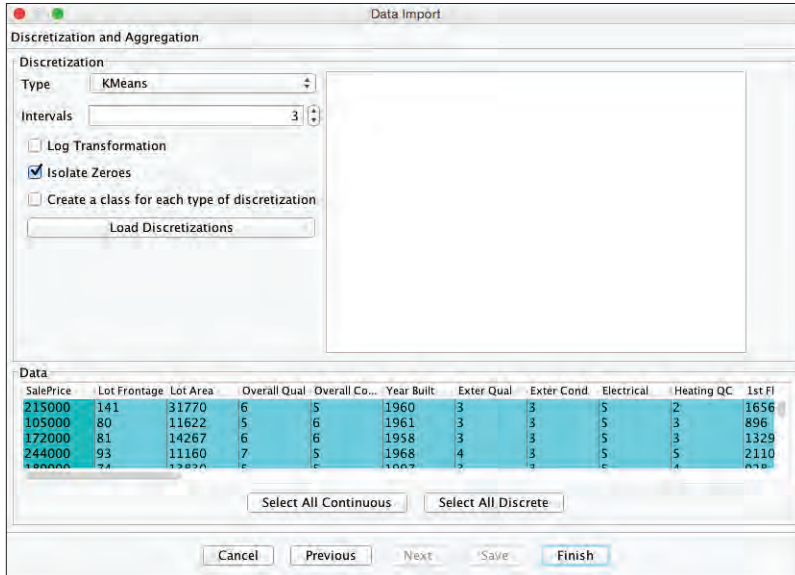 Data Import
Discretization and Aggregation
Discretization
Type KMeans
Intervals 3
Log Transformation
Isolate Zeroes
Create a class for each type of discretization
Load Discretizations
Data
SalePrice Lot Frontage Lot Area Overall Qual Overall Co... Year Built Exter Qual Exter Cond Electrical Heating QC 1st Fl
215000 141 31770 6 5 1960 3 3 5 2 1656
105000 80 11622 5 6 1961 3 3 5 3 896
172000 81 14267 6 6 1958 3 3 5 3 1329
244000 93 11160 7 5 1968 4 3 5 5 2110
Select All Continuous Select All Discrete
Cancel Previous Next Save Finish